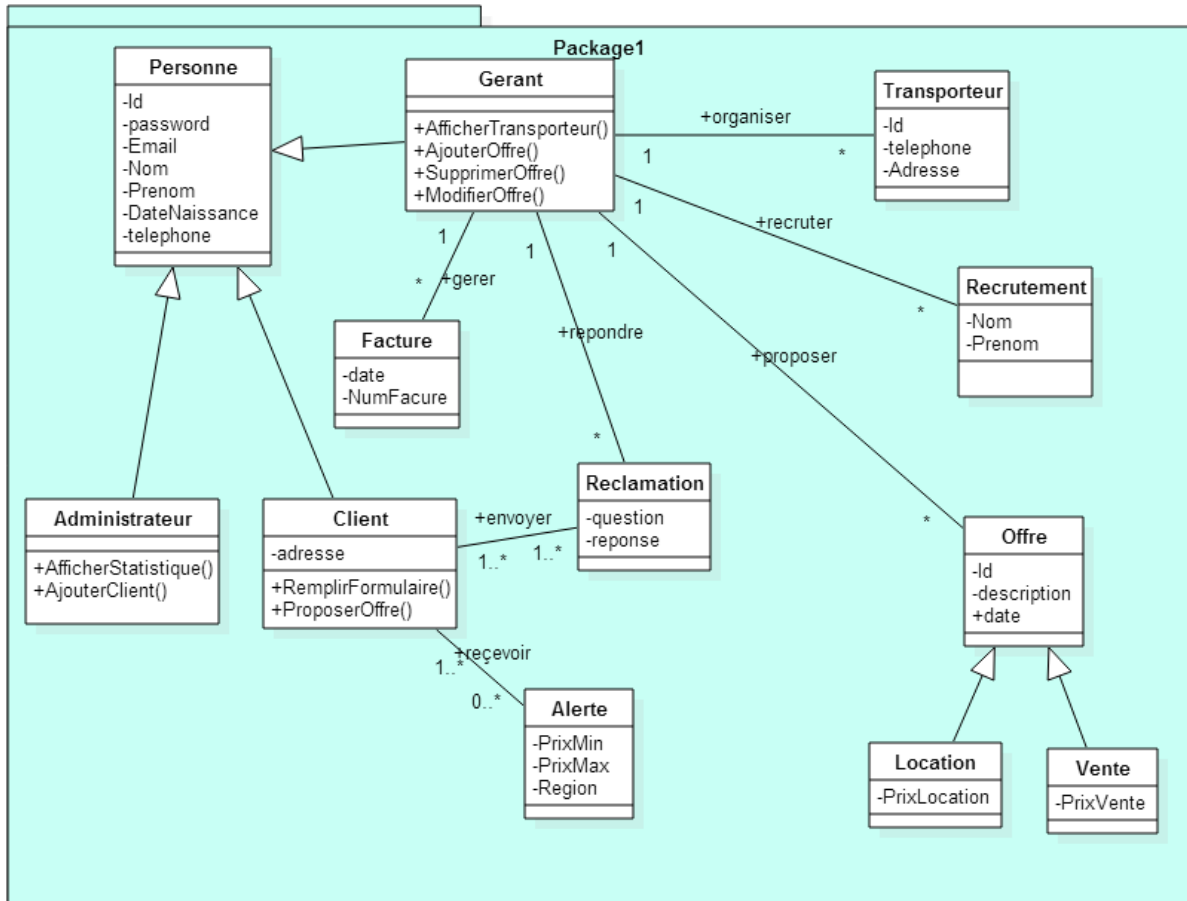 Package1
Personne
-Id
-password
-Email
-Nom
-Prenom
-DateNaissance
-telephone
Gerant
+AfficherTransporteur()
+AjouterOffre()
+SupprimerOffre()
+ModifierOffre()
Transporteur
-Id
-telephone
-Adresse
+organiser
1
*
+recruter
1
*
Recrutement
-Nom
-Prenom
1
*
+gerer
Facture
-date
-NumFacure
1
+repondre
*
1
+proposer
*
Reclamation
-question
-reponse
Administrateur
+AfficherStatistique()
+AjouterClient()
Client
-adresse
+RemplirFormulaire()
+ProposerOffre()
+envoyer
1..*
1..*
Offre
-Id
-description
+date
+reçevoir
1..*
0..*
Alerte
-PrixMin
-PrixMax
-Region
Location
-PrixLocation
Vente
-PrixVente